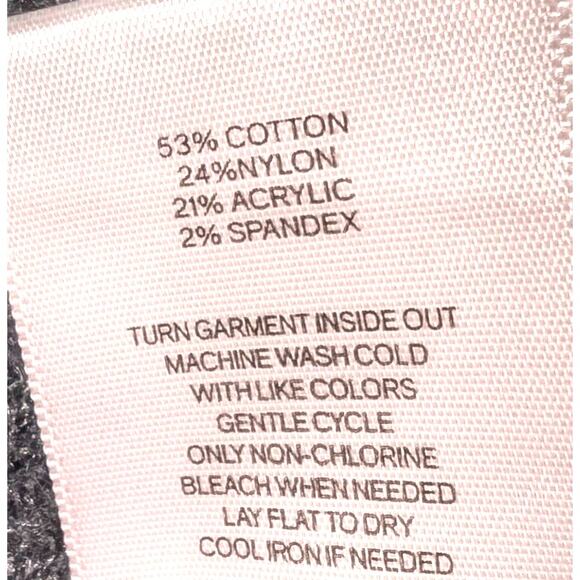 53% COTTON
24%NYLON
21% ACRYLIC
2% SPANDEX
TURN GARMENT INSIDE OUT
MACHINE WASH COLD
WITH LIKE COLORS
GENTLE CYCLE
ONLY NON-CHLORINE
BLEACH WHEN NEEDED
LAY FLAT TO DRY
COOL IRON IF NEEDED